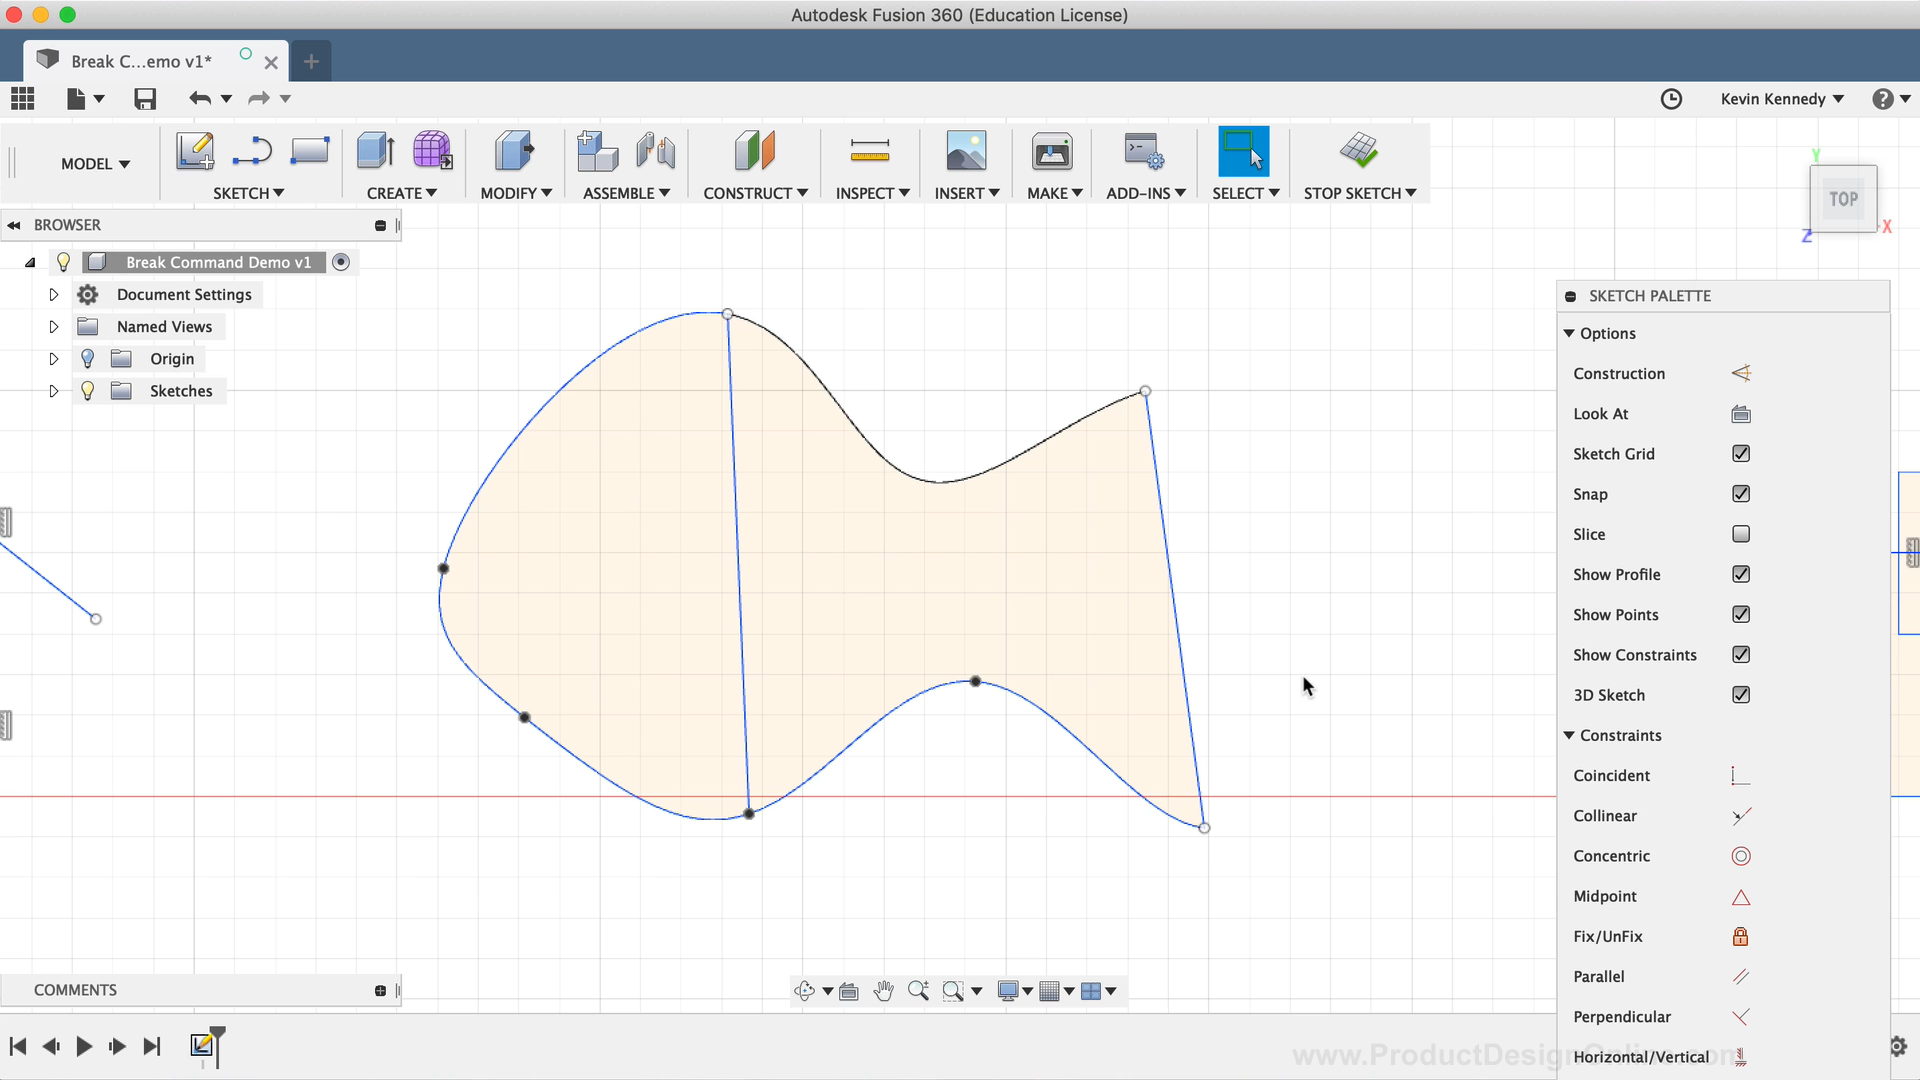 Autodesk Fusion 360 (Education License)
Break C...emo v1*
Kevin Kennedy
MODEL
SKETCH
CREATE
MODIFY
ASSEMBLE
CONSTRUCT
INSPECT
INSERT
MAKE
ADD-INS
SELECT
STOP SKETCH
Y
TOP
X
Z
BROWSER
Break Command Demo v1
Document Settings
Named Views
Origin
Sketches
SKETCH PALETTE
Options
Construction
Look At
Sketch Grid
Snap
Slice
Show Profile
Show Points
Show Constraints
3D Sketch
Constraints
Coincident
Collinear
Concentric
Midpoint
Fix/UnFix
Parallel
Perpendicular
Horizontal/Vertical
COMMENTS